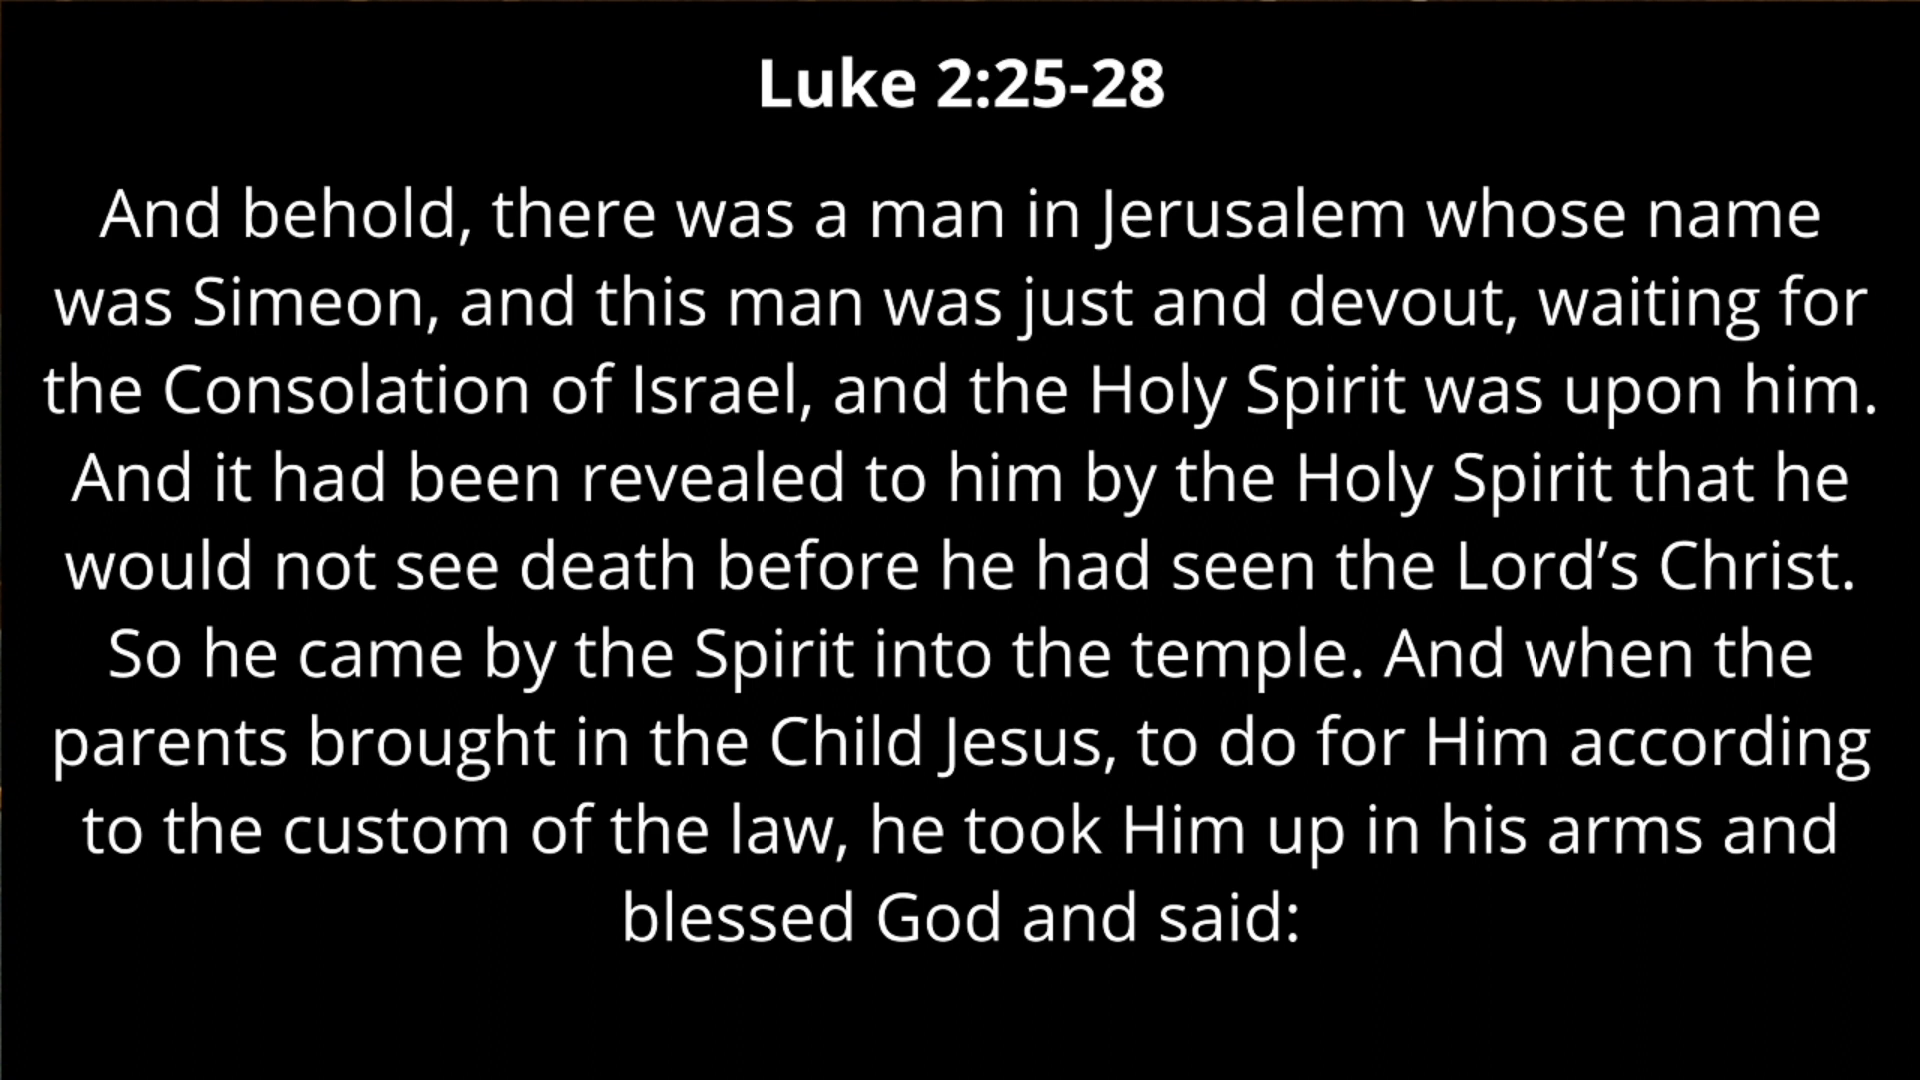 Luke 2:25-28
And behold, there was a man in Jerusalem whose name
was Simeon, and this man was just and devout, waiting for
the Consolation of Israel, and the Holy Spirit was upon him.
And it had been revealed to him by the Holy Spirit that he
would not see death before he had seen the Lord’s Christ.
So he came by the Spirit into the temple. And when the
parents brought in the Child Jesus, to do for Him according
to the custom of the law, he took Him up in his arms and
blessed God and said: